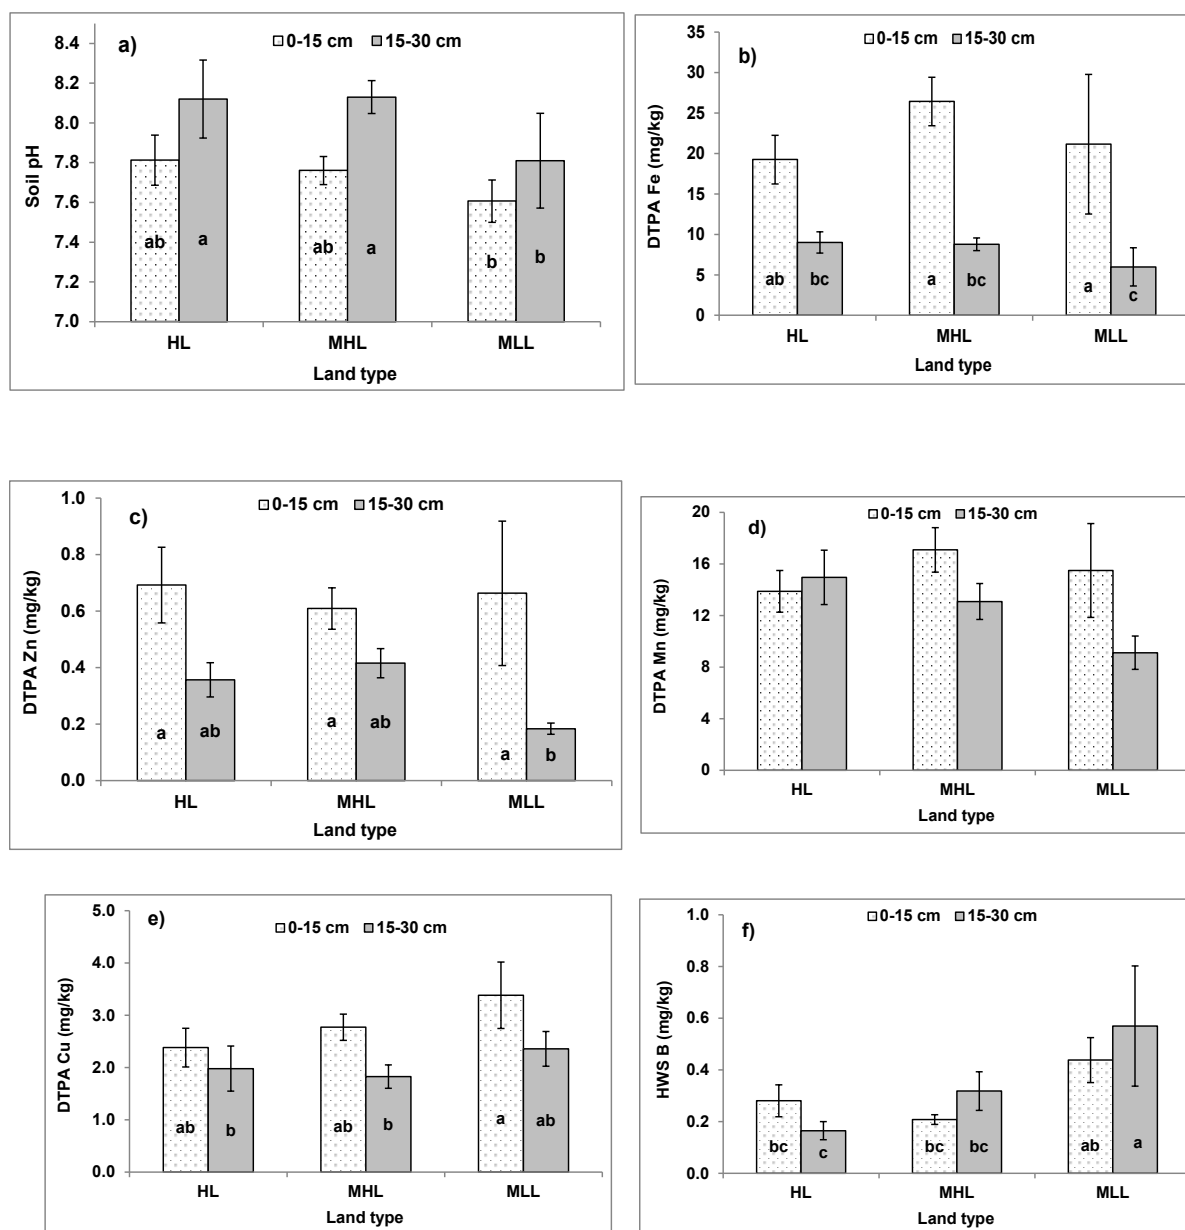 a)
0-15 cm 15-30 cm
8.4
8.2
8.0
7.8
7.6
7.4
7.2
7.0
Soil pH
ab a ab a b b
HL MHL MLL
Land type
b)
0-15 cm 15-30 cm
35
30
25
20
15
10
5
0
DTPA Fe (mg/kg)
ab bc a bc a c
HL MHL MLL
Land type
c)
0-15 cm 15-30 cm
1.0
0.8
0.6
0.4
0.2
0.0
DTPA Zn (mg/kg)
a ab a ab a b
HL MHL MLL
Land type
d)
0-15 cm 15-30 cm
20
16
12
8
4
0
DTPA Mn (mg/kg)
HL MHL MLL
Land type
e)
0-15 cm 15-30 cm
5.0
4.0
3.0
2.0
1.0
0.0
DTPA Cu (mg/kg)
ab b ab b a ab
HL MHL MLL
Land type
f)
0-15 cm 15-30 cm
1.0
0.8
0.6
0.4
0.2
0.0
HWS B (mg/kg)
bc c bc bc ab a
HL MHL MLL
Land type